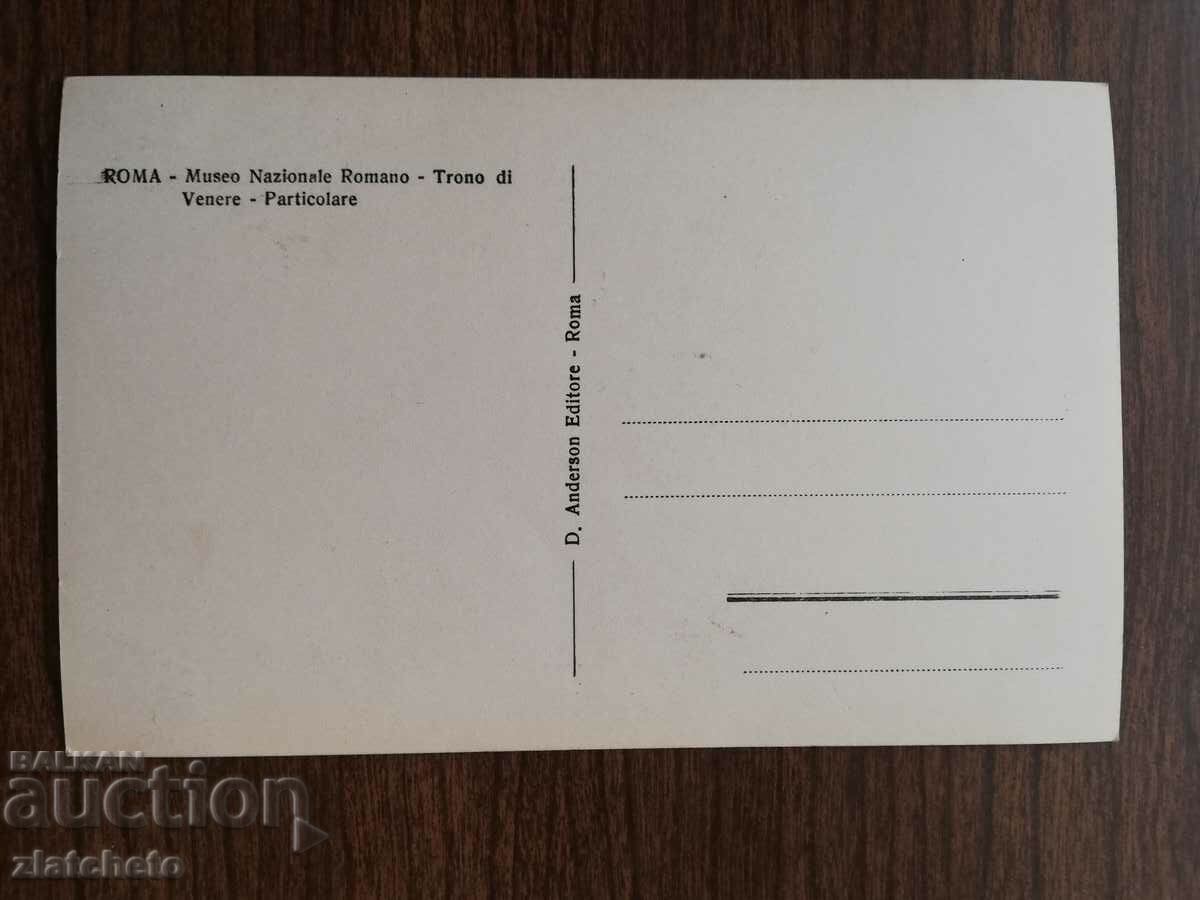 ROMA - Museo Nazionale Romano - Trono di
Venere - Particolare
D. Anderson Editore - Roma
BALKAN
auction
zlatcheto